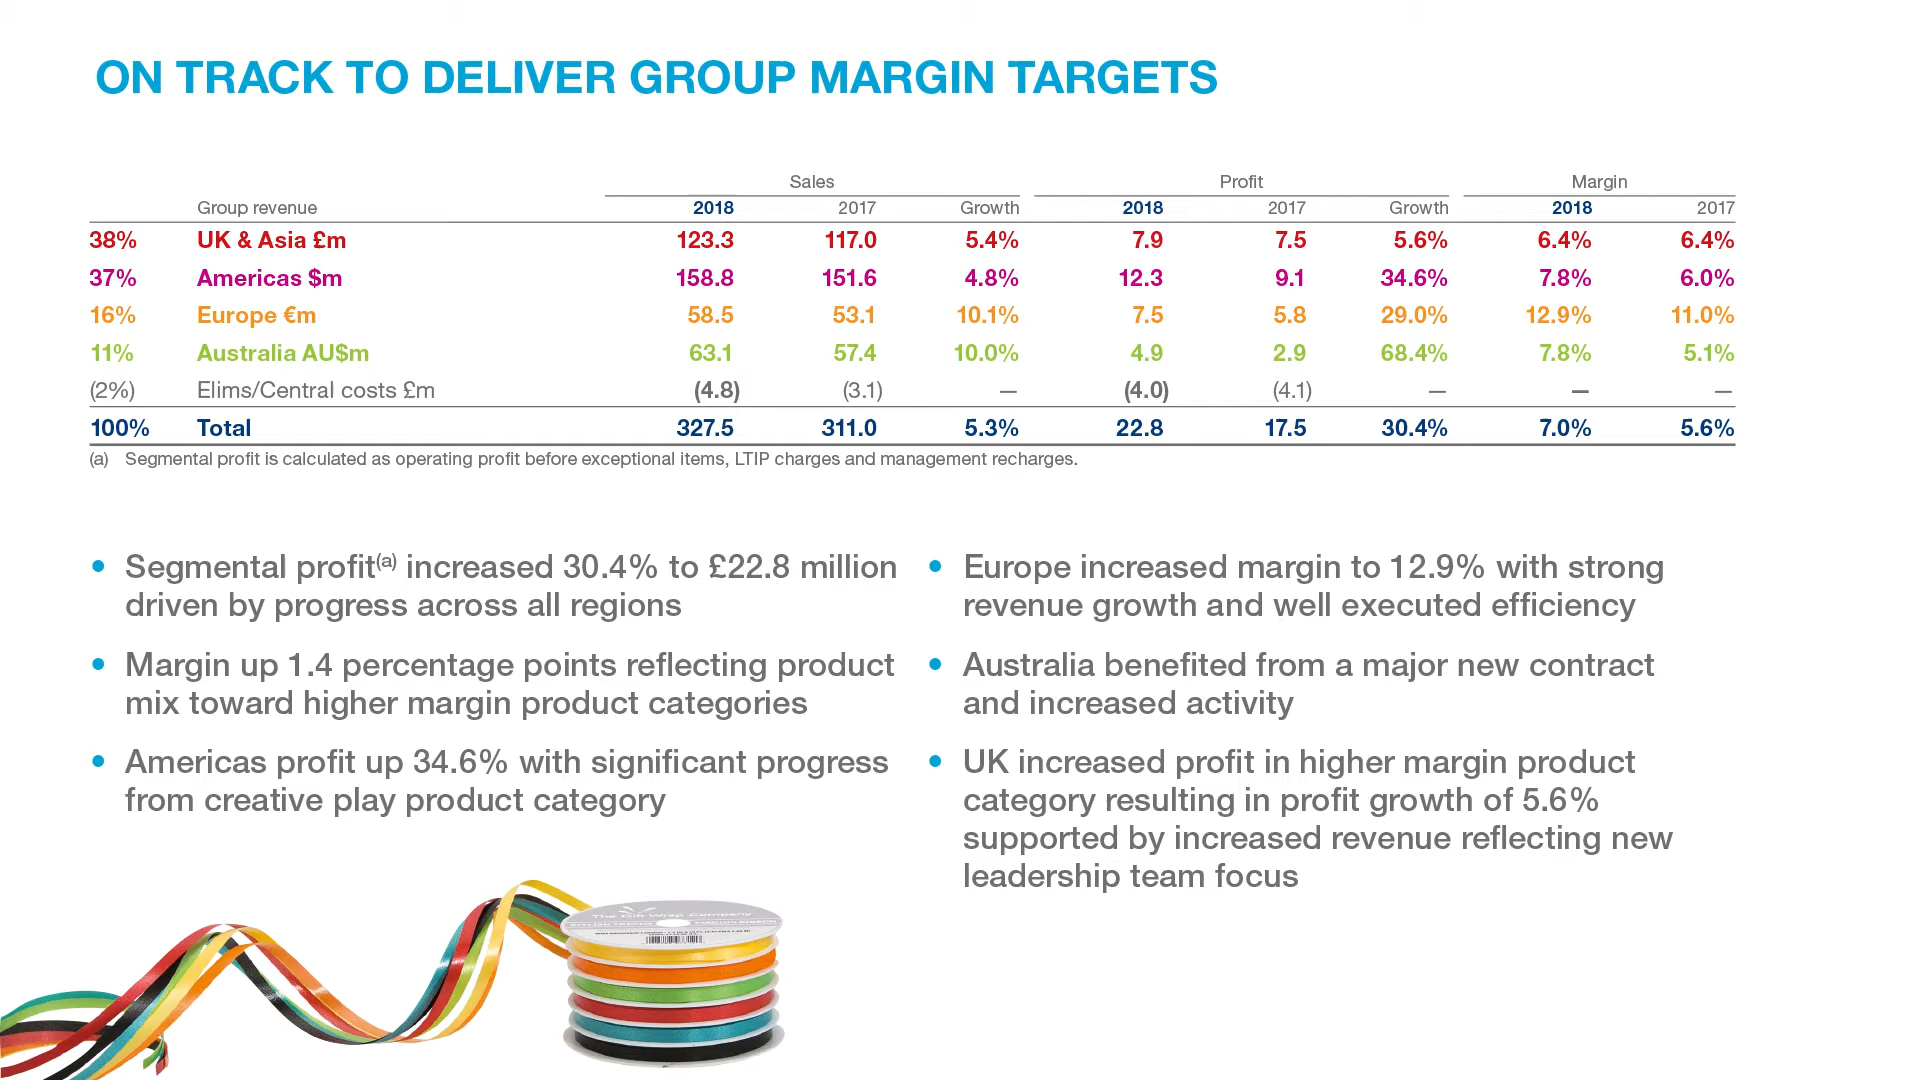 ON TRACK TO DELIVER GROUP MARGIN TARGETS
Sales Profit Margin
Group revenue 2018 2017 Growth 2018 2017 Growth 2018 2017
38% UK & Asia £m 123.3 117.0 5.4% 7.9 7.5 5.6% 6.4% 6.4%
37% Americas $m 158.8 151.6 4.8% 12.3 9.1 34.6% 7.8% 6.0%
16% Europe €m 58.5 53.1 10.1% 7.5 5.8 29.0% 12.9% 11.0%
11% Australia AU$m 63.1 57.4 10.0% 4.9 2.9 68.4% 7.8% 5.1%
(2%) Elims/Central costs £m (4.8) (3.1) — (4.0) (4.1) — — —
100% Total 327.5 311.0 5.3% 22.8 17.5 30.4% 7.0% 5.6%
(a) Segmental profit is calculated as operating profit before exceptional items, LTIP charges and management recharges.
• Segmental profit(a) increased 30.4% to £22.8 million
driven by progress across all regions
• Margin up 1.4 percentage points reflecting product
mix toward higher margin product categories
• Americas profit up 34.6% with significant progress
from creative play product category
• Europe increased margin to 12.9% with strong
revenue growth and well executed efficiency
• Australia benefited from a major new contract
and increased activity
• UK increased profit in higher margin product
category resulting in profit growth of 5.6%
supported by increased revenue reflecting new
leadership team focus
The Gift Wrap Company